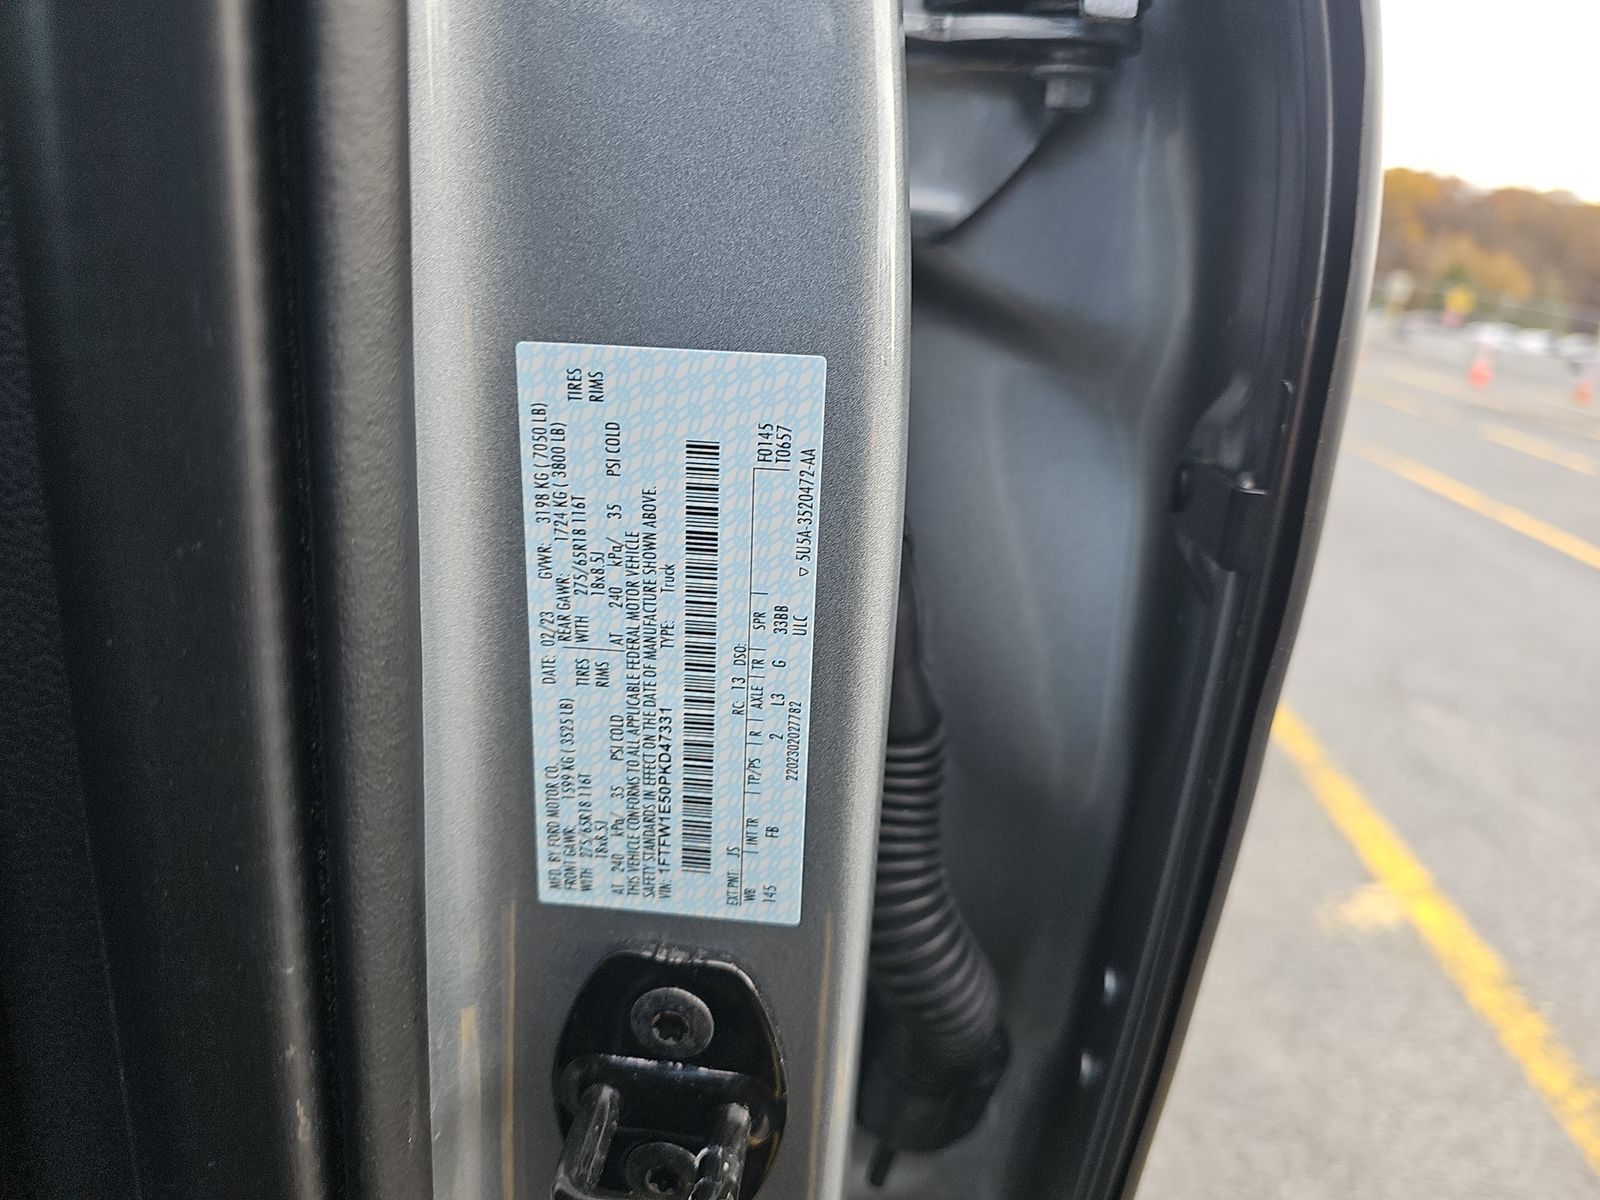 MFD. BY FORD MOTOR CO.
DATE: 02/23 GVWR: 3198 KG ( 7050 LB)
FRONT GAWR: 1599 KG ( 3525 LB) REAR GAWR: 1724 KG ( 3800 LB)
WITH 275/65R18 116T TIRES WITH 275/65R18 116T TIRES
18x8.5J RIMS 18x8.5J RIMS
AT 240 kPa/ 35 PSI COLD AT 240 kPa/ 35 PSI COLD
THIS VEHICLE CONFORMS TO ALL APPLICABLE FEDERAL MOTOR VEHICLE
SAFETY STANDARDS IN EFFECT ON THE DATE OF MANUFACTURE SHOWN ABOVE.
VIN: 1FTFW1E50PKD47331 TYPE: Truck
EXT PNT: JS RC: 13 DSO: F0145
WB INT TR TP/PS R AXLE TR SPR T0657
145 FB 2 L3 G 33BB
220230207782 ULC ▽ 5U5A-3520472-AA